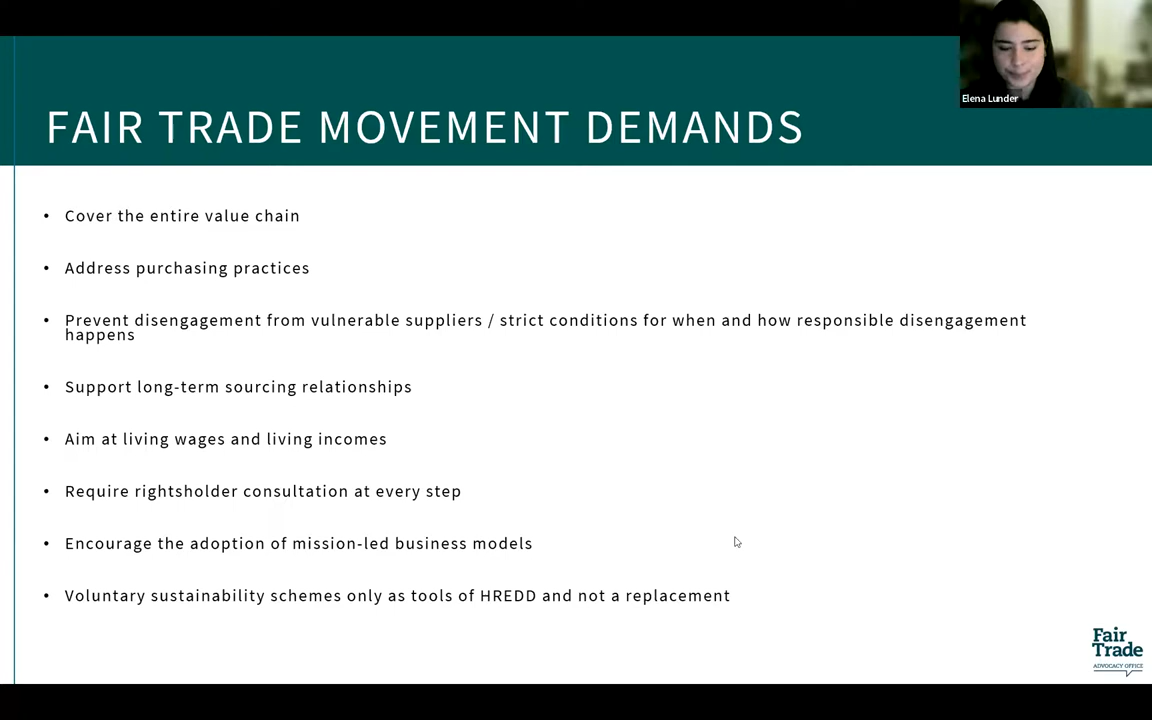 Elena Lunder
FAIR TRADE MOVEMENT DEMANDS
• Cover the entire value chain
• Address purchasing practices
• Prevent disengagement from vulnerable suppliers / strict conditions for when and how responsible disengagement
happens
• Support long-term sourcing relationships
• Aim at living wages and living incomes
• Require rightsholder consultation at every step
• Encourage the adoption of mission-led business models
• Voluntary sustainability schemes only as tools of HREDD and not a replacement
Fair
Trade
ADVOCACY OFFICE